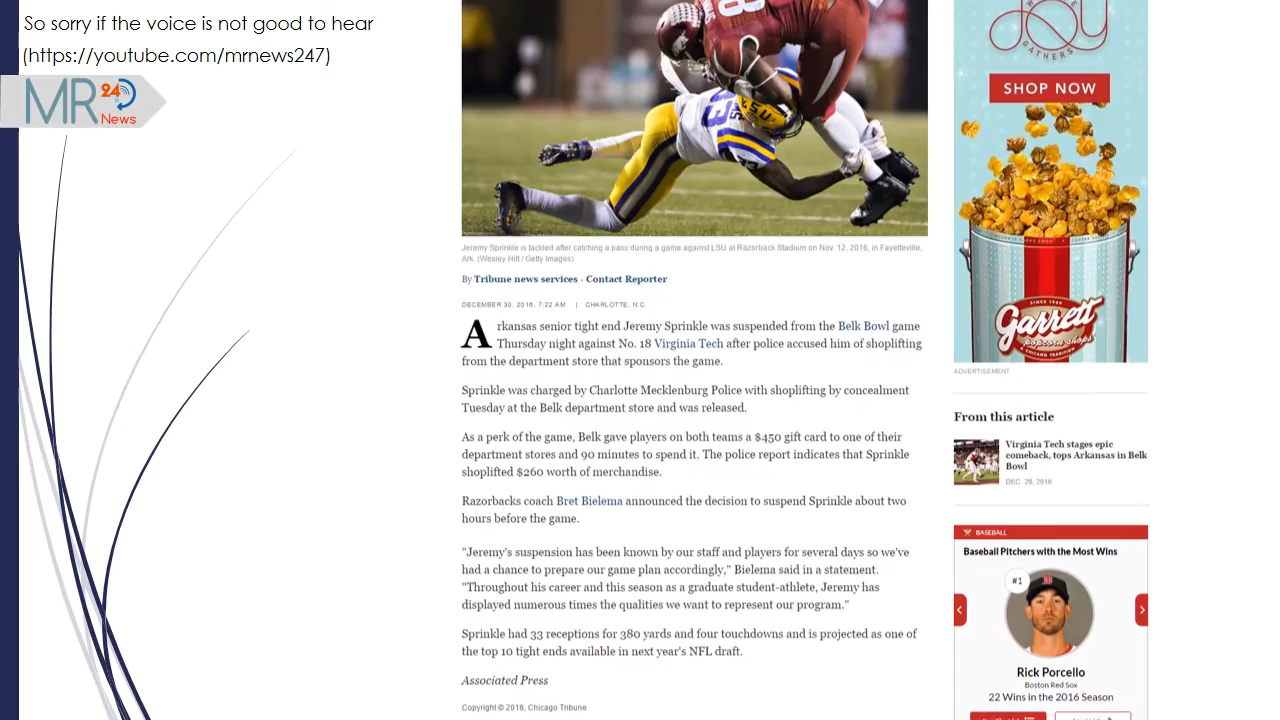 So sorry if the voice is not good to hear
(https://youtube.com/mrnews247)
MR
24
News
LSU
Jeremy Sprinkle is tackled after catching a pass during a game against LSU at Razorback Stadium on Nov. 12, 2016, in Fayetteville,
Ark. (Wesley Hitt / Getty Images)
By Tribune news services · Contact Reporter
DECEMBER 30, 2016, 7:22 AM | CHARLOTTE, N.C.
Arkansas senior tight end Jeremy Sprinkle was suspended from the Belk Bowl game
Thursday night against No. 18 Virginia Tech after police accused him of shoplifting
from the department store that sponsors the game.
Sprinkle was charged by Charlotte Mecklenburg Police with shoplifting by concealment
Tuesday at the Belk department store and was released.
As a perk of the game, Belk gave players on both teams a $450 gift card to one of their
department stores and 90 minutes to spend it. The police report indicates that Sprinkle
shoplifted $260 worth of merchandise.
Razorbacks coach Bret Bielema announced the decision to suspend Sprinkle about two
hours before the game.
"Jeremy's suspension has been known by our staff and players for several days so we've
had a chance to prepare our game plan accordingly," Bielema said in a statement.
"Throughout his career and this season as a graduate student-athlete, Jeremy has
displayed numerous times the qualities we want to represent our program."
Sprinkle had 33 receptions for 380 yards and four touchdowns and is projected as one of
the top 10 tight ends available in next year's NFL draft.
Associated Press
Copyright © 2016, Chicago Tribune
JOY
GATHERS
SHOP NOW
SINCE 1949
Garrett
popcorn shops
A CHICAGO TRADITION
ADVERTISEMENT
From this article
Virginia Tech stages epic
comeback, tops Arkansas in Belk
Bowl
DEC. 29, 2016
BASEBALL
Baseball Pitchers with the Most Wins
#1
Rick Porcello
Boston Red Sox
22 Wins in the 2016 Season